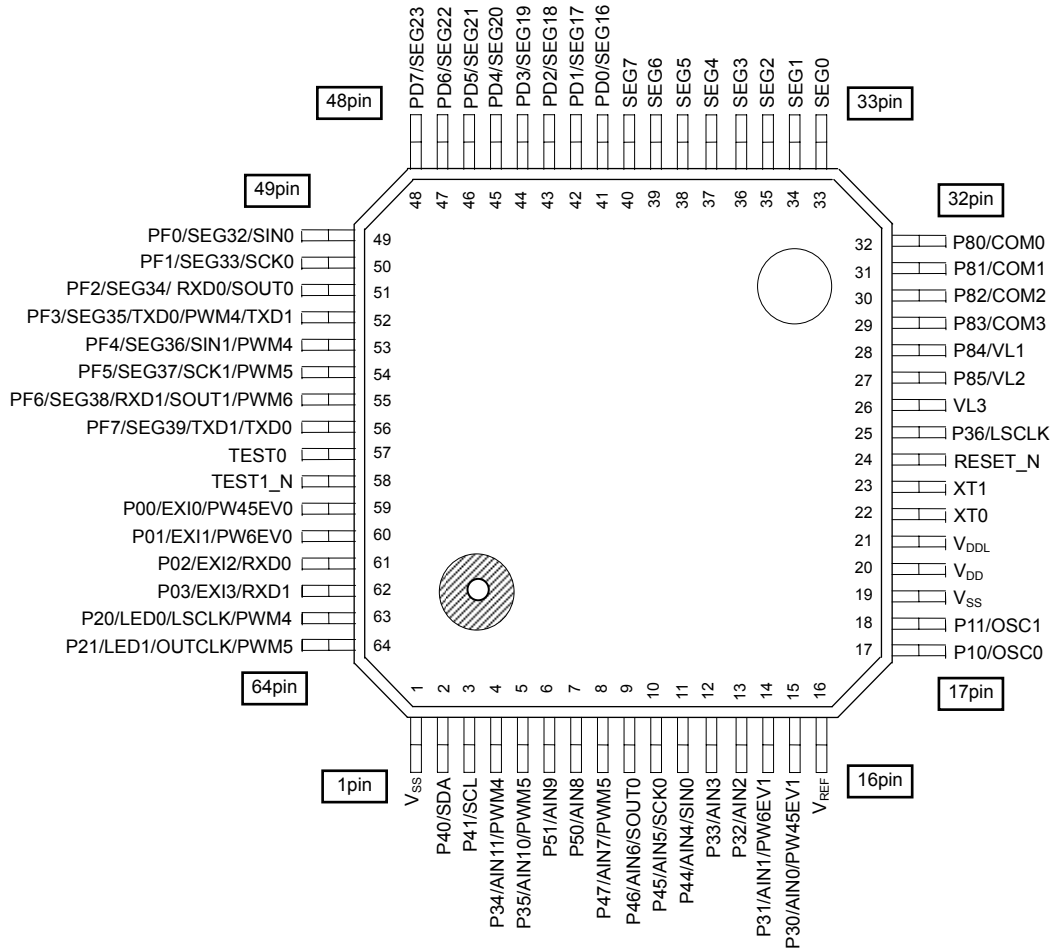 PD7/SEG23
PD6/SEG22
PD5/SEG21
PD4/SEG20
PD3/SEG19
PD2/SEG18
PD1/SEG17
PD0/SEG16
SEG7
SEG6
SEG5
SEG4
SEG3
SEG2
SEG1
SEG0
48pin
33pin
49pin
32pin
48
47
46
45
44
43
42
41
40
39
38
37
36
35
34
33
PF0/SEG32/SIN0
49
PF1/SEG33/SCK0
50
PF2/SEG34/ RXD0/SOUT0
51
PF3/SEG35/TXD0/PWM4/TXD1
52
PF4/SEG36/SIN1/PWM4
53
PF5/SEG37/SCK1/PWM5
54
PF6/SEG38/RXD1/SOUT1/PWM6
55
PF7/SEG39/TXD1/TXD0
56
TEST0
57
TEST1_N
58
P00/EXI0/PW45EV0
59
P01/EXI1/PW6EV0
60
P02/EXI2/RXD0
61
P03/EXI3/RXD1
62
P20/LED0/LSCLK/PWM4
63
P21/LED1/OUTCLK/PWM5
64
32
P80/COM0
31
P81/COM1
30
P82/COM2
29
P83/COM3
28
P84/VL1
27
P85/VL2
26
VL3
25
P36/LSCLK
24
RESET_N
23
XT1
22
XT0
21
VDDL
20
VDD
19
VSS
18
P11/OSC1
17
P10/OSC0
64pin
17pin
1
2
3
4
5
6
7
8
9
10
11
12
13
14
15
16
1pin
16pin
VSS
P40/SDA
P41/SCL
P34/AIN11/PWM4
P35/AIN10/PWM5
P51/AIN9
P50/AIN8
P47/AIN7/PWM5
P46/AIN6/SOUT0
P45/AIN5/SCK0
P44/AIN4/SIN0
P33/AIN3
P32/AIN2
P31/AIN1/PW6EV1
P30/AIN0/PW45EV1
VREF